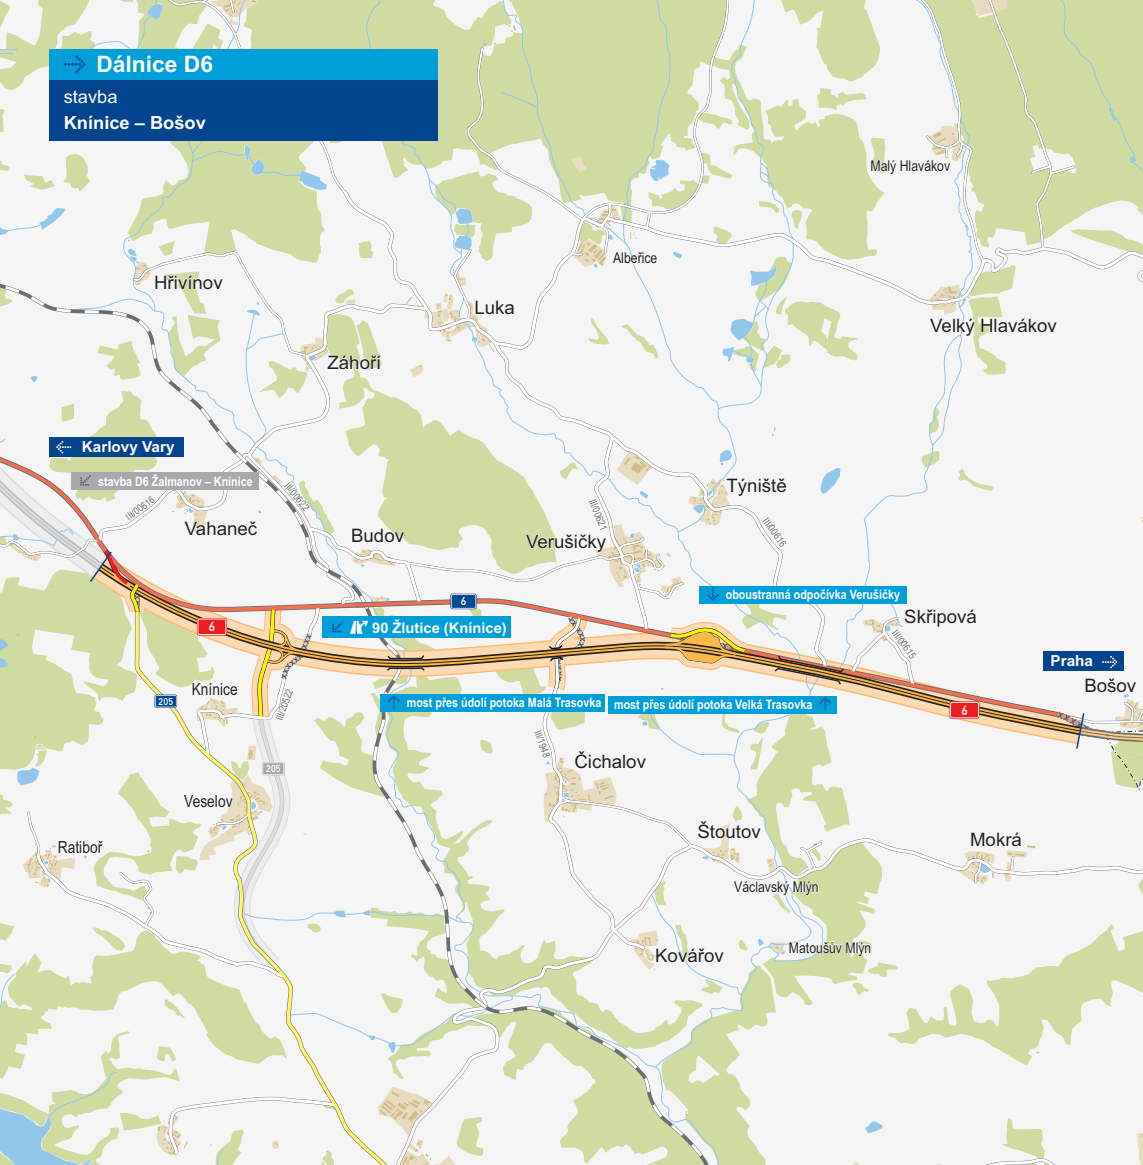 Dálnice D6
stavba
Knínice – Bošov
Malý Hlavákov
Albeřice
Hřivínov
Luka
Velký Hlavákov
Záhoří
Karlovy Vary
stavba D6 Žalmanov – Knínice
III/00616
III/00622
Vahaneč
Budov
Verušičky
III/00621
Týniště
III/00616
6
oboustranná odpočívka Verušičky
Skřipová
III/00615
6
90 Žlutice (Knínice)
Praha
Bošov
Knínice
205
III/20522
most přes údolí potoka Malá Trasovka
most přes údolí potoka Velká Trasovka
6
III/1948
Čichalov
205
Veselov
Ratiboř
Štoutov
Mokrá
Václavský Mlýn
Kovářov
Matoušův Mlýn